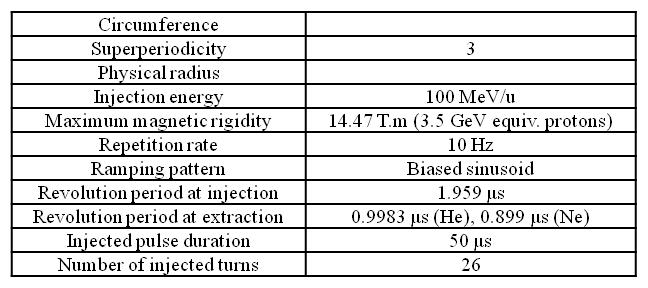 Circumference
Superperiodicity 3
Physical radius
Injection energy 100 MeV/u
Maximum magnetic rigidity 14.47 T.m (3.5 GeV equiv. protons)
Repetition rate 10 Hz
Ramping pattern Biased sinusoid
Revolution period at injection 1.959 μs
Revolution period at extraction 0.9983 μs (He), 0.899 μs (Ne)
Injected pulse duration 50 μs
Number of injected turns 26